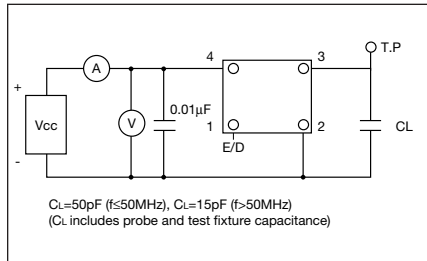 T.P
A
4
3
+
0.01µF
Vcc
V
CL
1
2
E/D
-
CL=50pF (f≤50MHz), CL=15pF (f>50MHz)
(CL includes probe and test fixture capacitance)